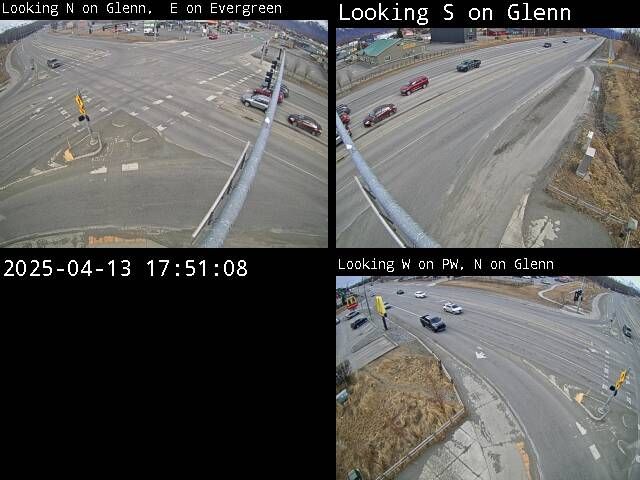 Looking N on Glenn,  E on Evergreen
Looking S on Glenn
2025-04-13 17:51:08
Looking W on PW, N on Glenn